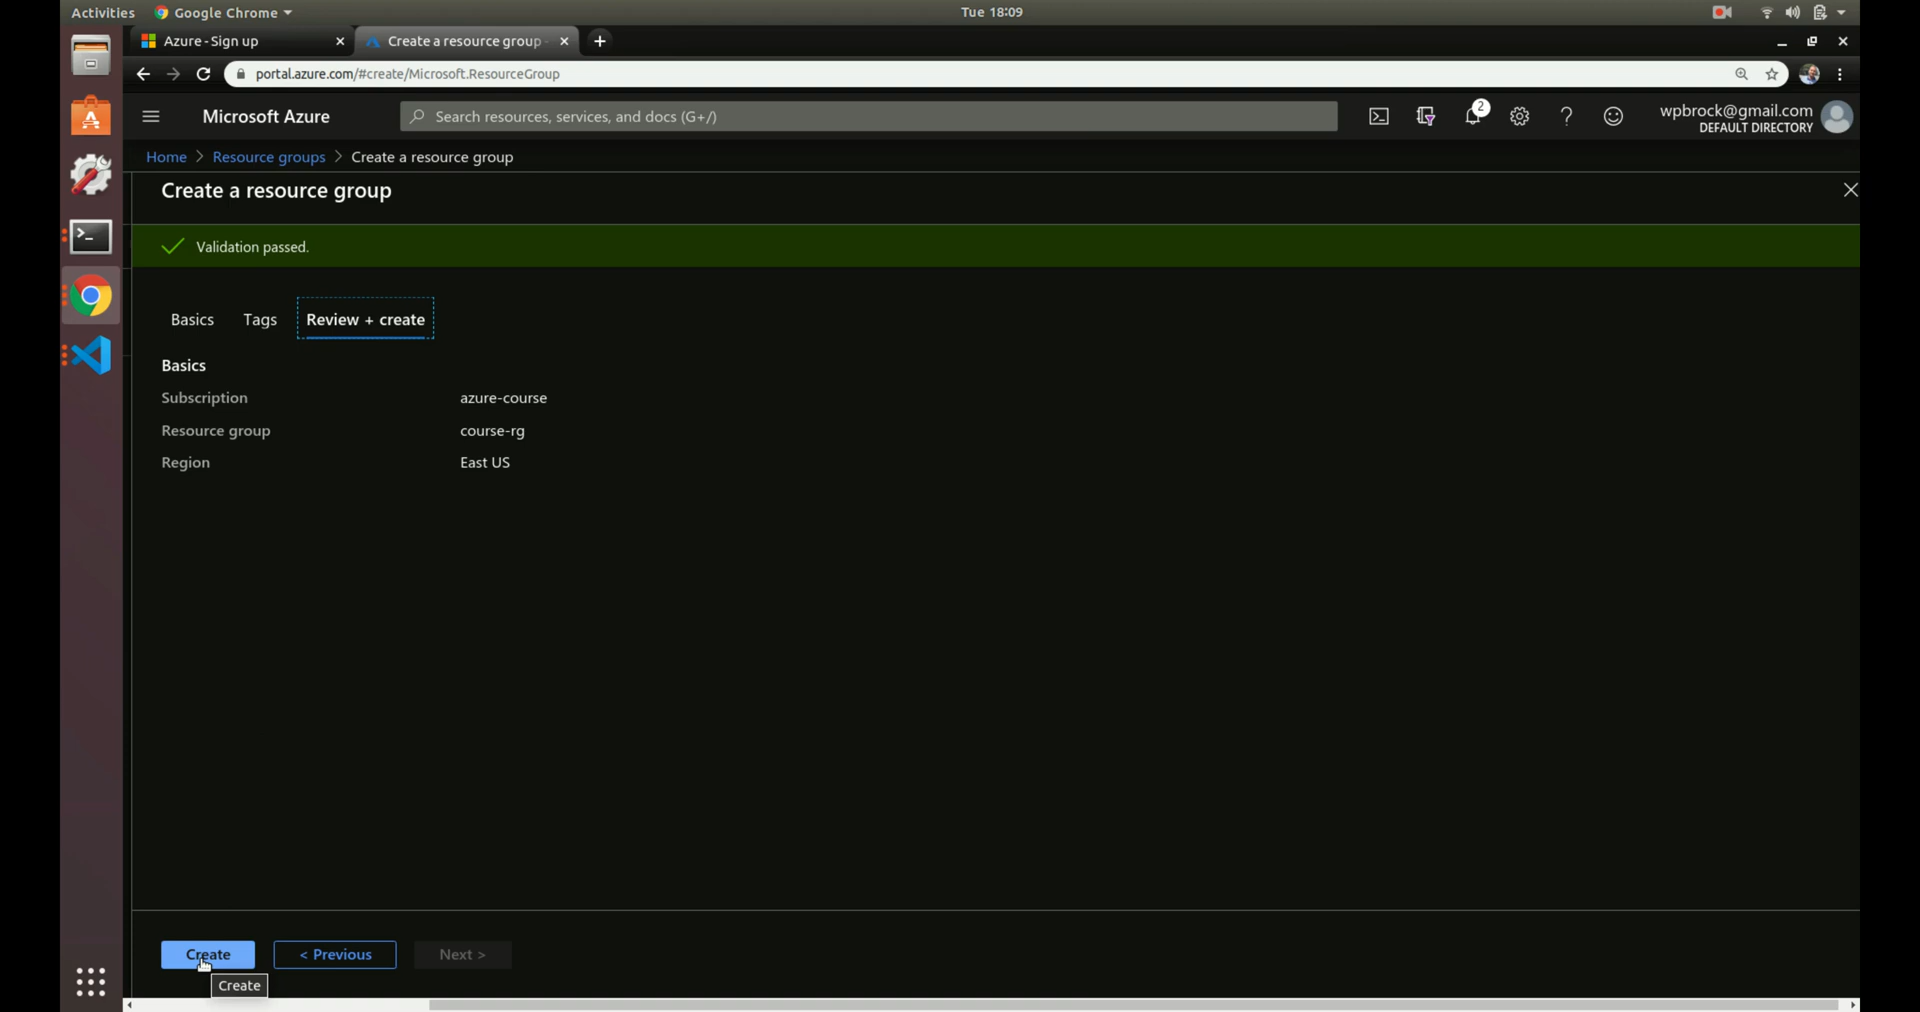 Activities Google Chrome Tue 18:09
Azure - Sign up Create a resource group -
portal.azure.com/#create/Microsoft.ResourceGroup
Microsoft Azure Search resources, services, and docs (G+/) 2 wpbrock@gmail.com
DEFAULT DIRECTORY
Home > Resource groups > Create a resource group
Create a resource group
Validation passed.
Basics Tags Review + create
Basics
Subscription azure-course
Resource group course-rg
Region East US
Create < Previous Next >
Create